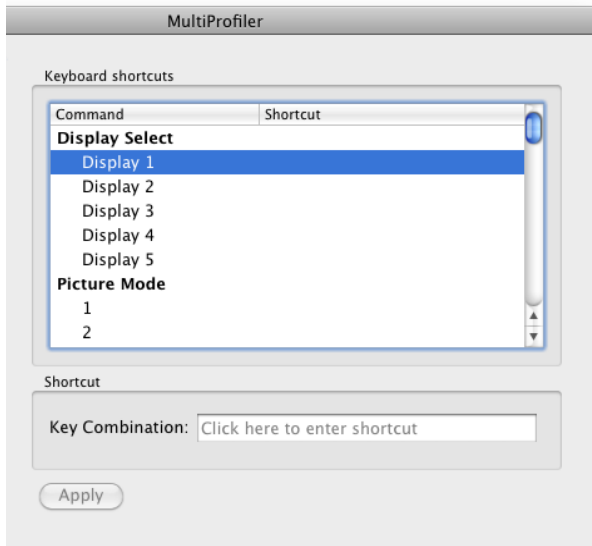 MultiProfiler
Keyboard shortcuts
Command Shortcut
Display Select
Display 1
Display 2
Display 3
Display 4
Display 5
Picture Mode
1
2
Shortcut
Key Combination: Click here to enter shortcut
Apply